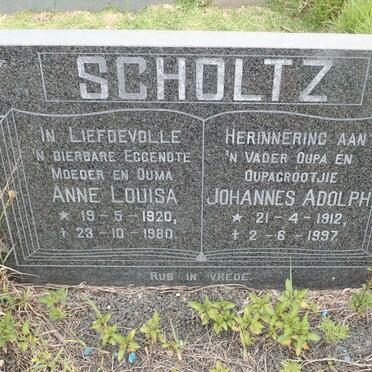 SCHOLTZ
IN LIEFDEVOLLE
'N DIERBARE EGGENOTE
MOEDER EN OUMA
ANNE LOUISA
* 19-5-1920,
† 23-10-1980
HERINNERING AAN
'N VADER OUPA EN
OUPAGROOTJIE
JOHANNES ADOLPH
* 21-4-1912,
† 2-6-1997
RUS IN VREDE